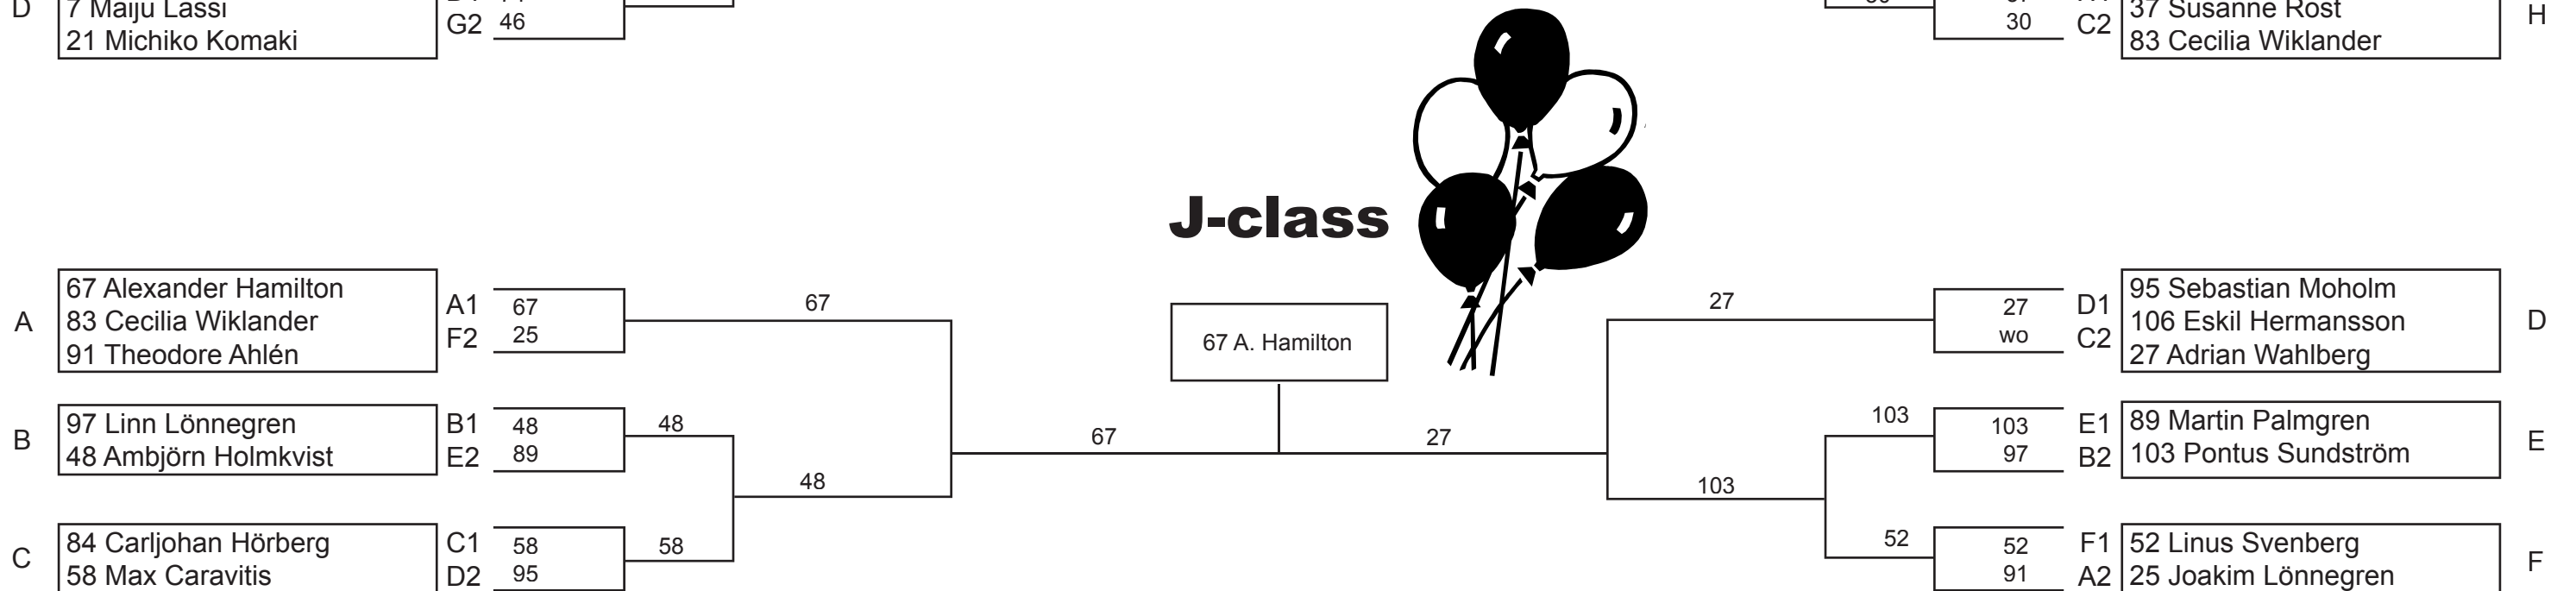 D
7 Maiju Lassi
21 Michiko Komaki
G2 46
30 C2
37 Susanne Rost
83 Cecilia Wiklander
H
J-class
A
67 Alexander Hamilton
83 Cecilia Wiklander
91 Theodore Ahlén
A1 67
F2 25
67
67 A. Hamilton
27
27 D1
wo C2
95 Sebastian Moholm
106 Eskil Hermansson
27 Adrian Wahlberg
D
B
97 Linn Lönnegren
48 Ambjörn Holmkvist
B1 48
E2 89
48
48
67
27
103
103
103 E1
97 B2
89 Martin Palmgren
103 Pontus Sundström
E
C
84 Carljohan Hörberg
58 Max Caravitis
C1 58
D2 95
58
52
52 F1
91 A2
52 Linus Svenberg
25 Joakim Lönnegren
F